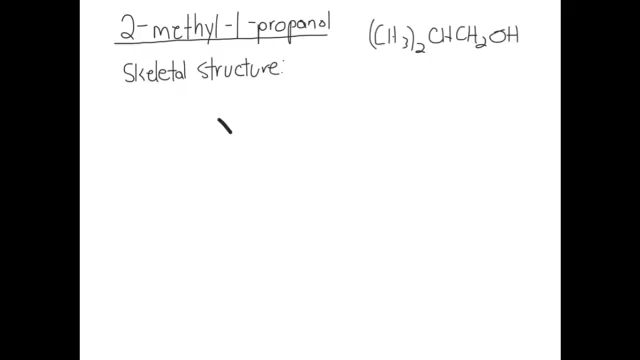 2-methyl-1-propanol
(CH₃)₂CHCH₂OH
Skeletal structure: